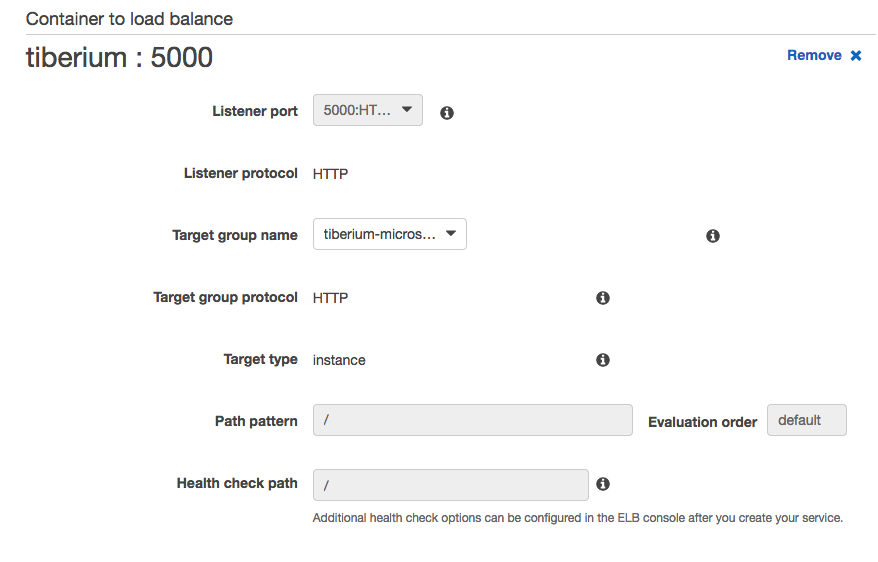 Container to load balance
tiberium : 5000
Remove ✖
Listener port 5000:HT...
Listener protocol HTTP
Target group name tiberium-micros...
Target group protocol HTTP
Target type instance
Path pattern / Evaluation order default
Health check path /
Additional health check options can be configured in the ELB console after you create your service.